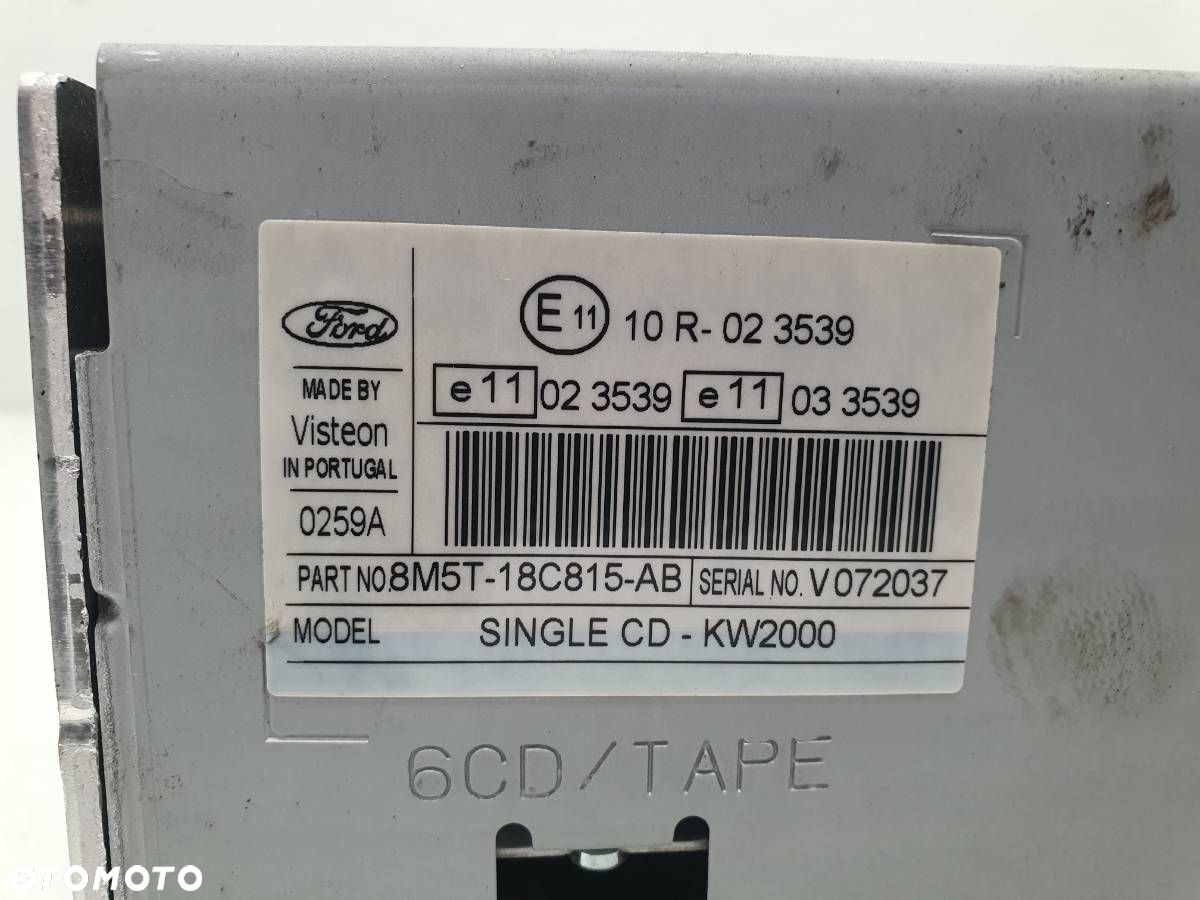 Ford
MADE BY
Visteon
IN PORTUGAL
0259A
E 11 10 R- 02 3539
e 11 02 3539 e 11 03 3539
PART NO. 8M5T-18C815-AB SERIAL NO. V 072037
MODEL SINGLE CD - KW2000
6CD/TAPE
OTOMOTO